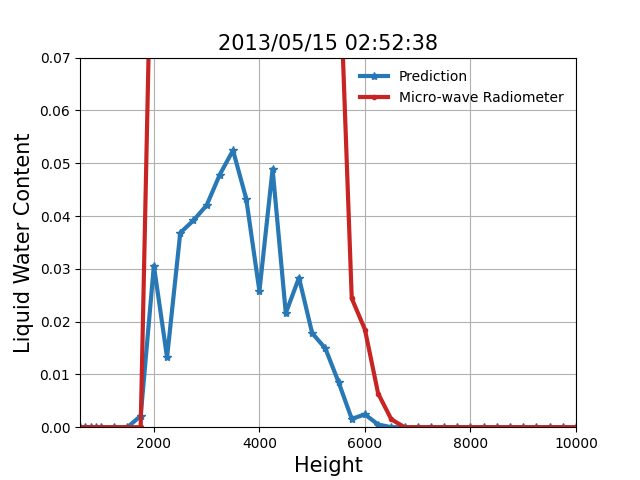 2013/05/15 02:52:38
0.07
0.06
0.05
0.04
0.03
0.02
0.01
0.00
Liquid Water Content
Prediction
Micro-wave Radiometer
2000 4000 6000 8000 10000
Height